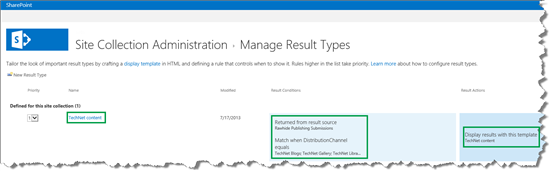 SharePoint
Site Collection Administration › Manage Result Types
Tailor the look of important result types by crafting a display template in HTML and defining a rule that controls when to show it. Rules higher in the list take priority. Learn more about how to configure result types.
New Result Type
Priority Name Modified Result Conditions Result Actions
Defined for this site collection (1)
1 TechNet content 7/17/2013
Returned from result source
Rawhide Publishing Submissions
Match when DistributionChannel
equals
TechNet Blogs; TechNet Gallery; TechNet Libra...
Display results with this template
TechNet content